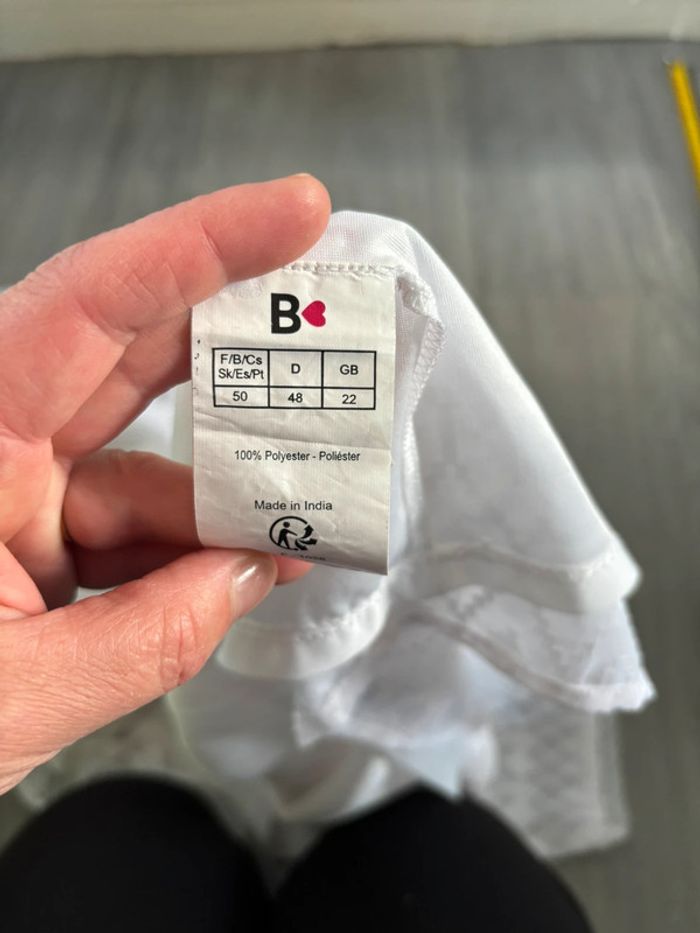 B
F/B/Cs D GB
Sk/Es/Pt
50 48 22
100% Polyester - Poliéster
Made in India